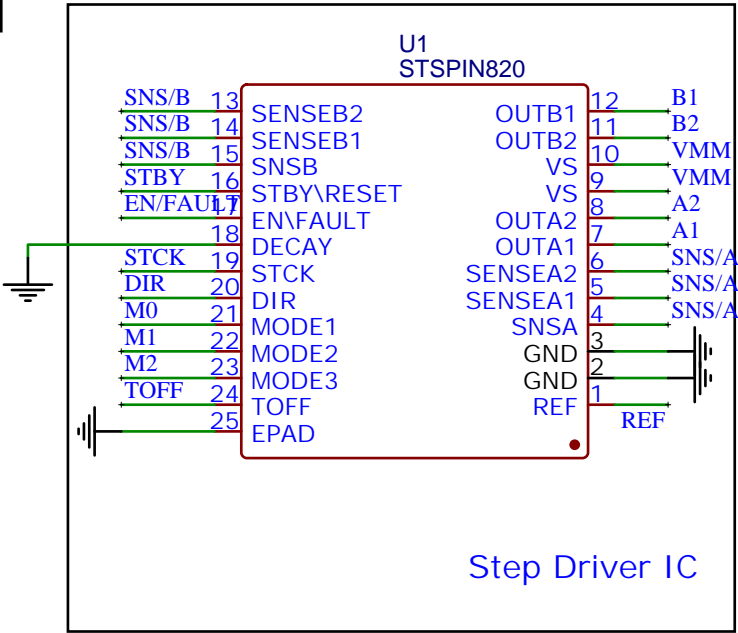 U1
STSPIN820
SNS/B 13 SENSEB2 OUTB1 12 B1
SNS/B 14 SENSEB1 OUTB2 11 B2
SNS/B 15 SNSB VS 10 VMM
STBY 16 STBY\RESET VS 9 VMM
EN/FAULT 17 EN\FAULT OUTA2 8 A2
18 DECAY OUTA1 7 A1
STCK 19 STCK SENSEA2 6 SNS/A
DIR 20 DIR SENSEA1 5 SNS/A
M0 21 MODE1 SNSA 4 SNS/A
M1 22 MODE2 GND 3
M2 23 MODE3 GND 2
TOFF 24 TOFF REF 1 REF
25 EPAD
Step Driver IC